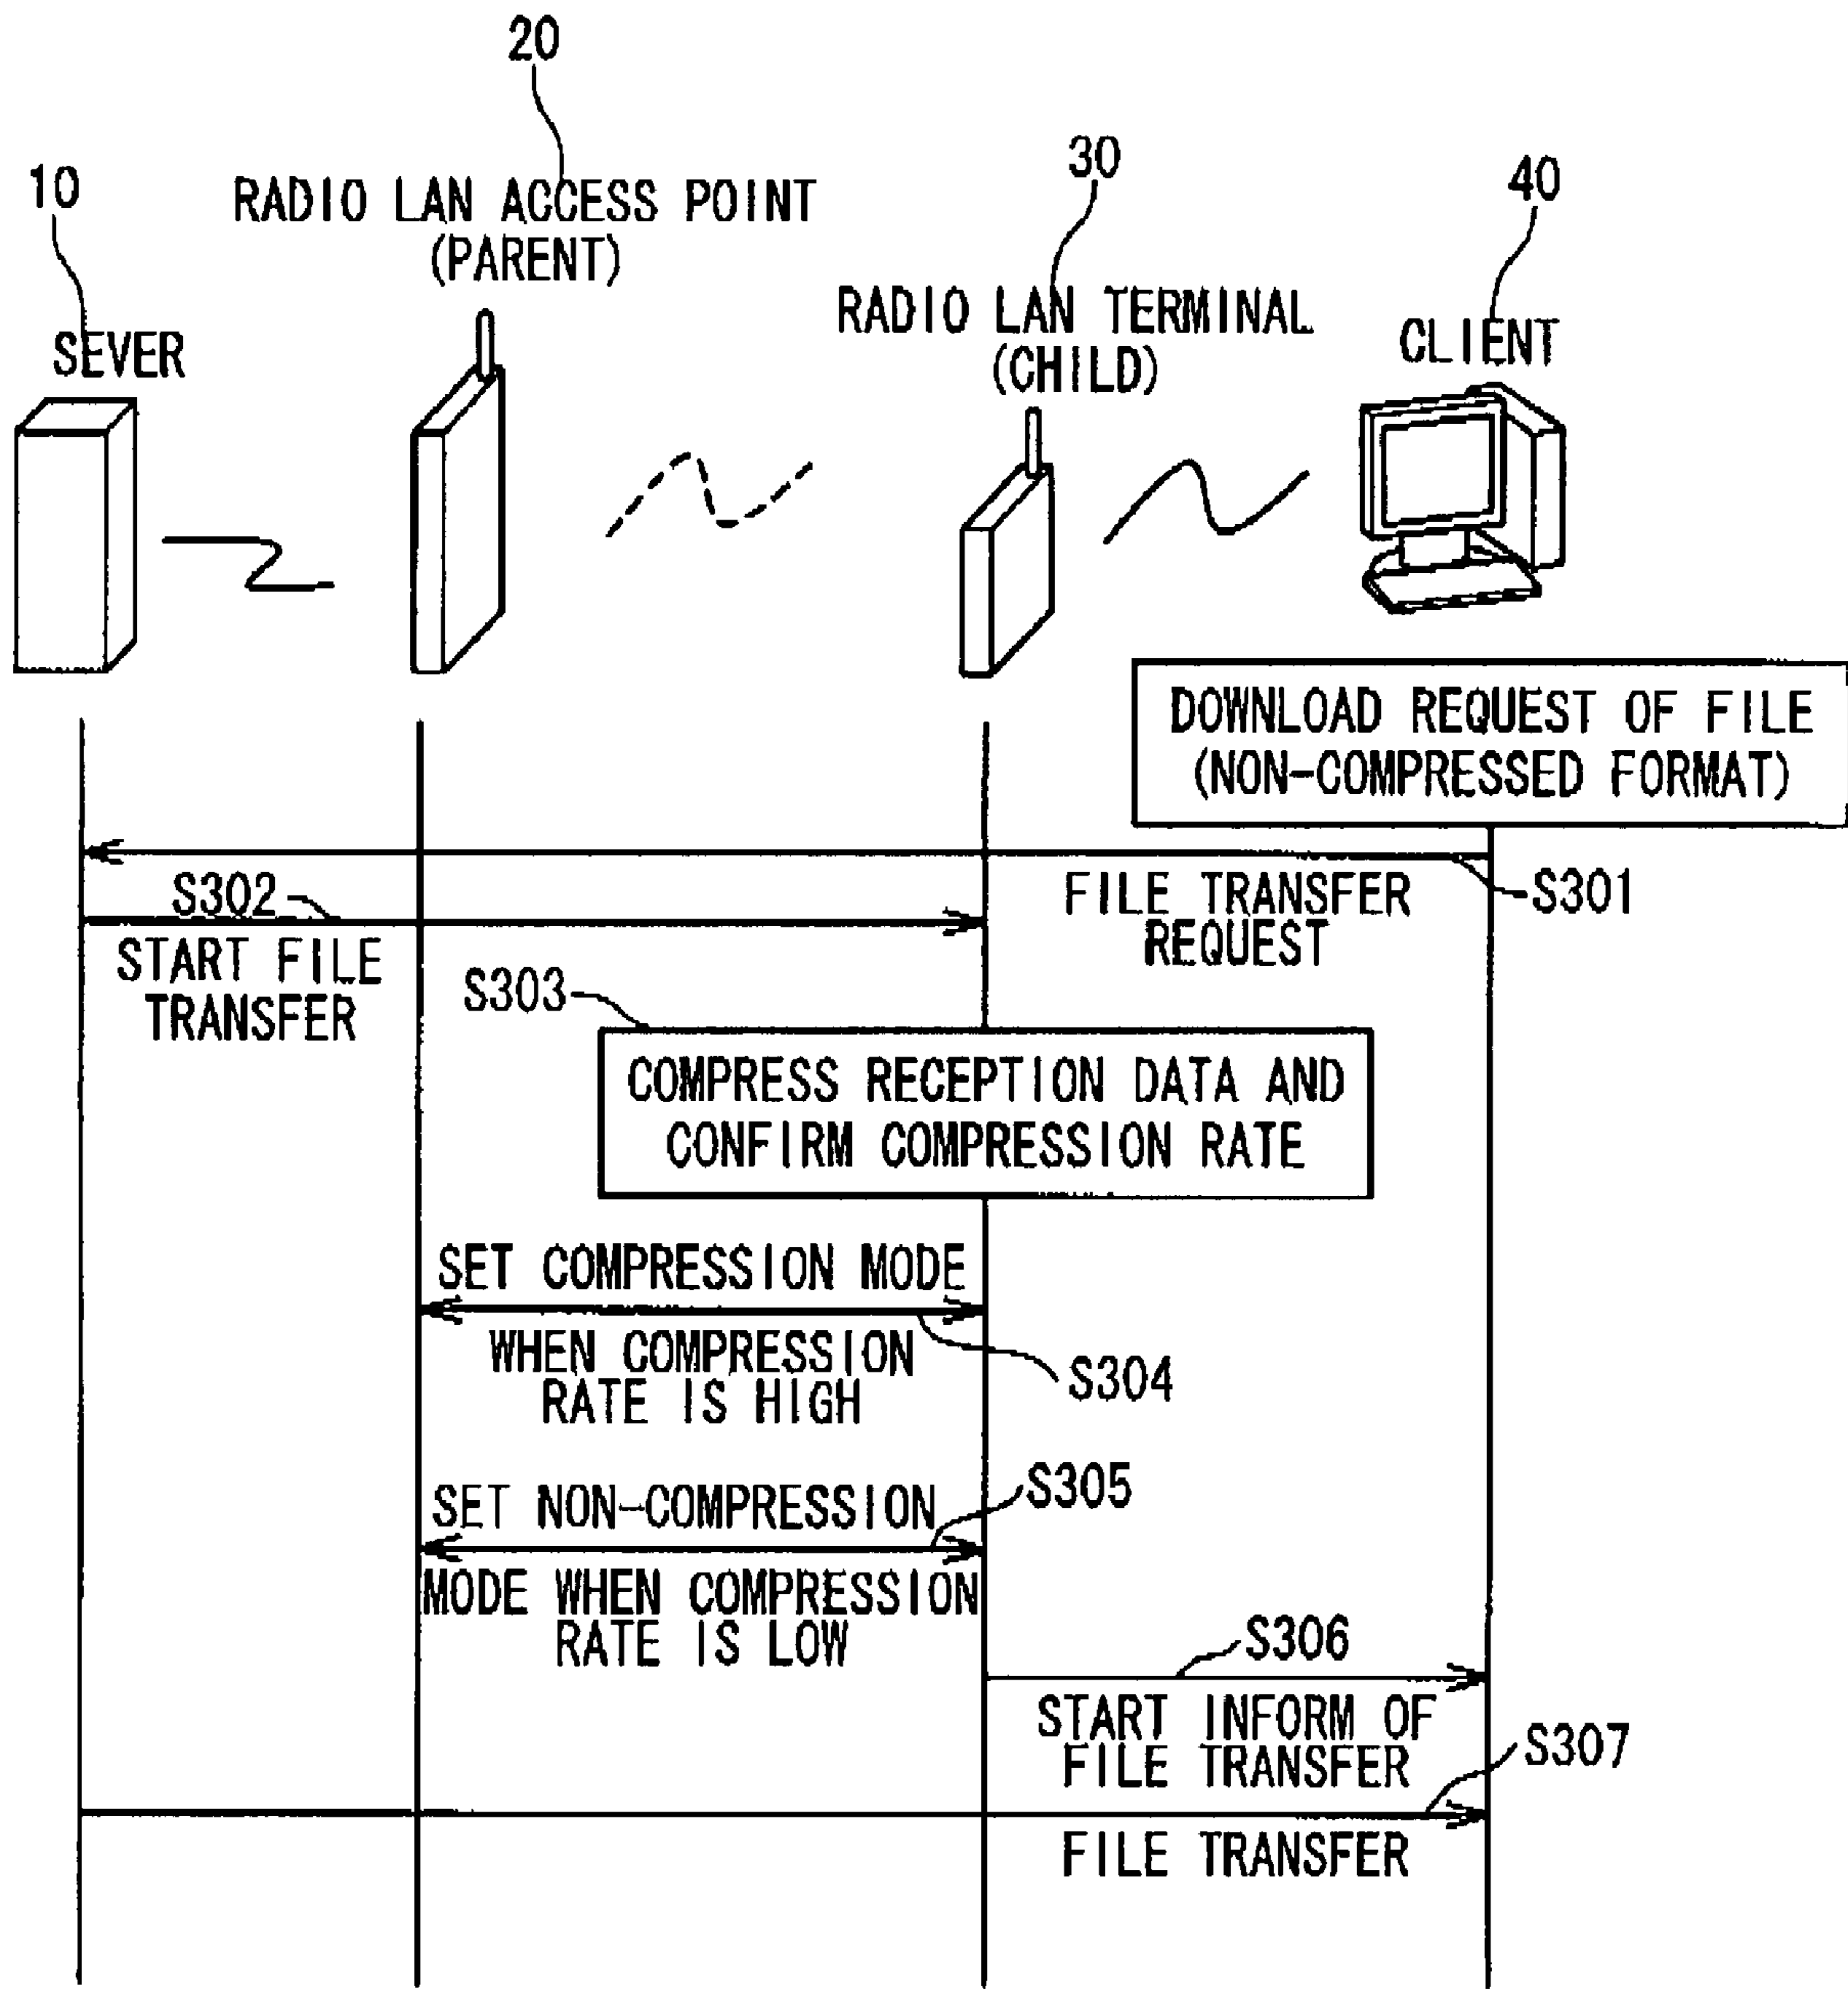 20
RADIO LAN ACCESS POINT
(PARENT)
10
SEVER
30
RADIO LAN TERMINAL
(CHILD)
40
CLIENT
DOWNLOAD REQUEST OF FILE
(NON-COMPRESSED FORMAT)
S301
FILE TRANSFER
REQUEST
S302
START FILE
TRANSFER
S303
COMPRESS RECEPTION DATA AND
CONFIRM COMPRESSION RATE
SET COMPRESSION MODE
WHEN COMPRESSION
RATE IS HIGH
S304
SET NON-COMPRESSION
S305
MODE WHEN COMPRESSION
RATE IS LOW
S306
START INFORM OF
FILE TRANSFER
S307
FILE TRANSFER